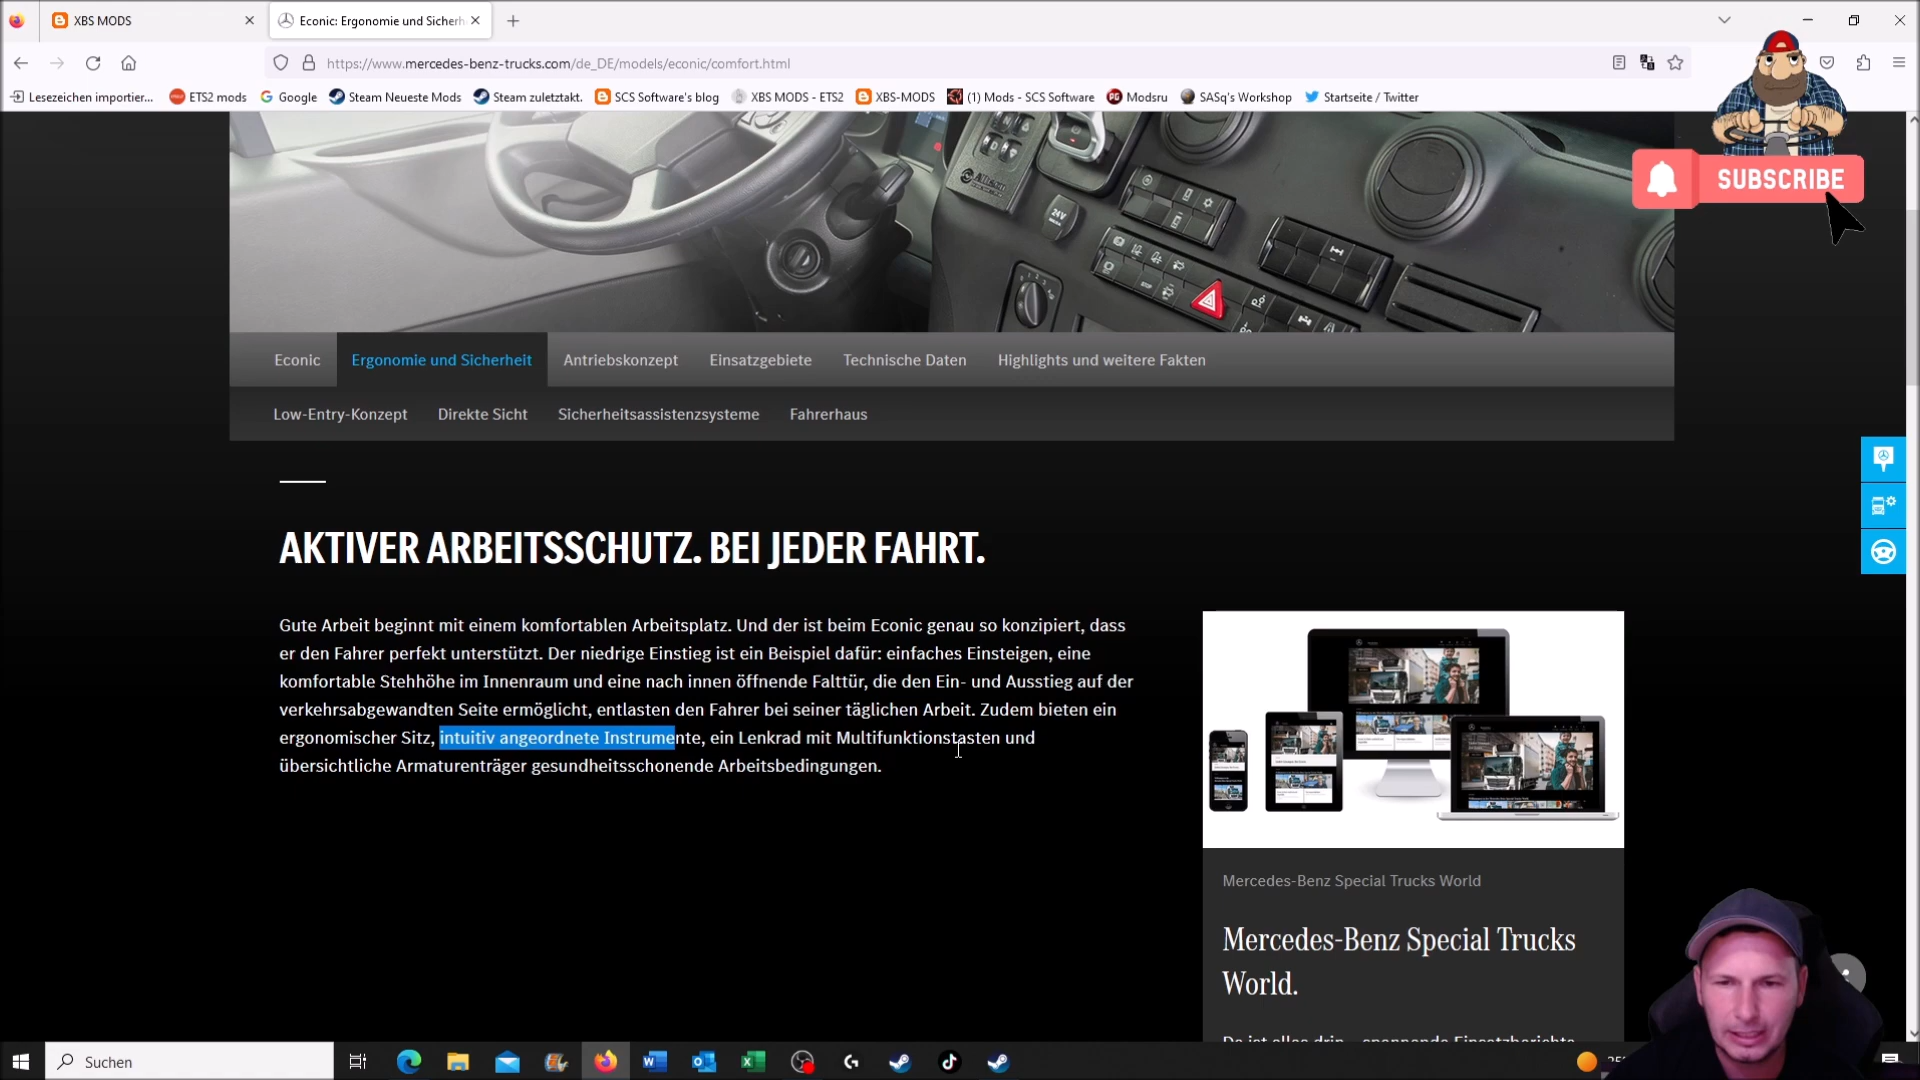 XBS MODS
Econic: Ergonomie und Sicherh
https://www.mercedes-benz-trucks.com/de_DE/models/econic/comfort.html
Lesezeichen importier...
ETS2 mods
Google
Steam Neueste Mods
Steam zuletztakt.
SCS Software's blog
XBS MODS - ETS2
XBS-MODS
(1) Mods - SCS Software
Modsru
SASq's Workshop
Startseite / Twitter
SUBSCRIBE
Allison
24V
Econic
Ergonomie und Sicherheit
Antriebskonzept
Einsatzgebiete
Technische Daten
Highlights und weitere Fakten
Low-Entry-Konzept
Direkte Sicht
Sicherheitsassistenzsysteme
Fahrerhaus
AKTIVER ARBEITSSCHUTZ. BEI JEDER FAHRT.
Gute Arbeit beginnt mit einem komfortablen Arbeitsplatz. Und der ist beim Econic genau so konzipiert, dass
er den Fahrer perfekt unterstützt. Der niedrige Einstieg ist ein Beispiel dafür: einfaches Einsteigen, eine
komfortable Stehhöhe im Innenraum und eine nach innen öffnende Falttür, die den Ein- und Ausstieg auf der
verkehrsabgewandten Seite ermöglicht, entlasten den Fahrer bei seiner täglichen Arbeit. Zudem bieten ein
ergonomischer Sitz, intuitiv angeordnete Instrumente, ein Lenkrad mit Multifunktionstasten und
übersichtliche Armaturenträger gesundheitsschonende Arbeitsbedingungen.
Mercedes-Benz Special Trucks World
Mercedes-Benz Special Trucks
World.
Da ist alles drin – spannende Einsatzberichte
Suchen